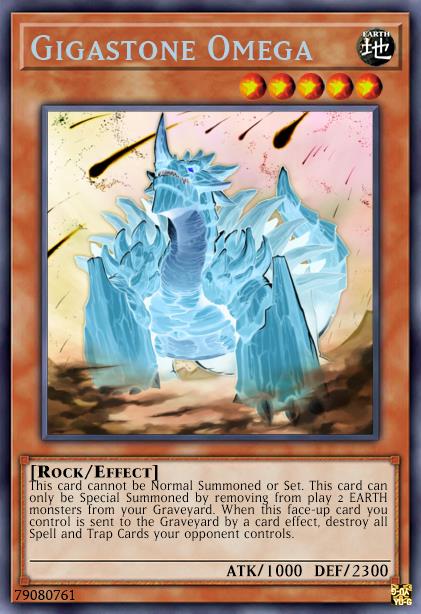 GIGASTONE OMEGA
EARTH
地
[ROCK/EFFECT]
This card cannot be Normal Summoned or Set. This card can
only be Special Summoned by removing from play 2 EARTH
monsters from your Graveyard. When this face-up card you
control is sent to the Graveyard by a card effect, destroy all
Spell and Trap Cards your opponent controls.
ATK/1000 DEF/2300
79080761